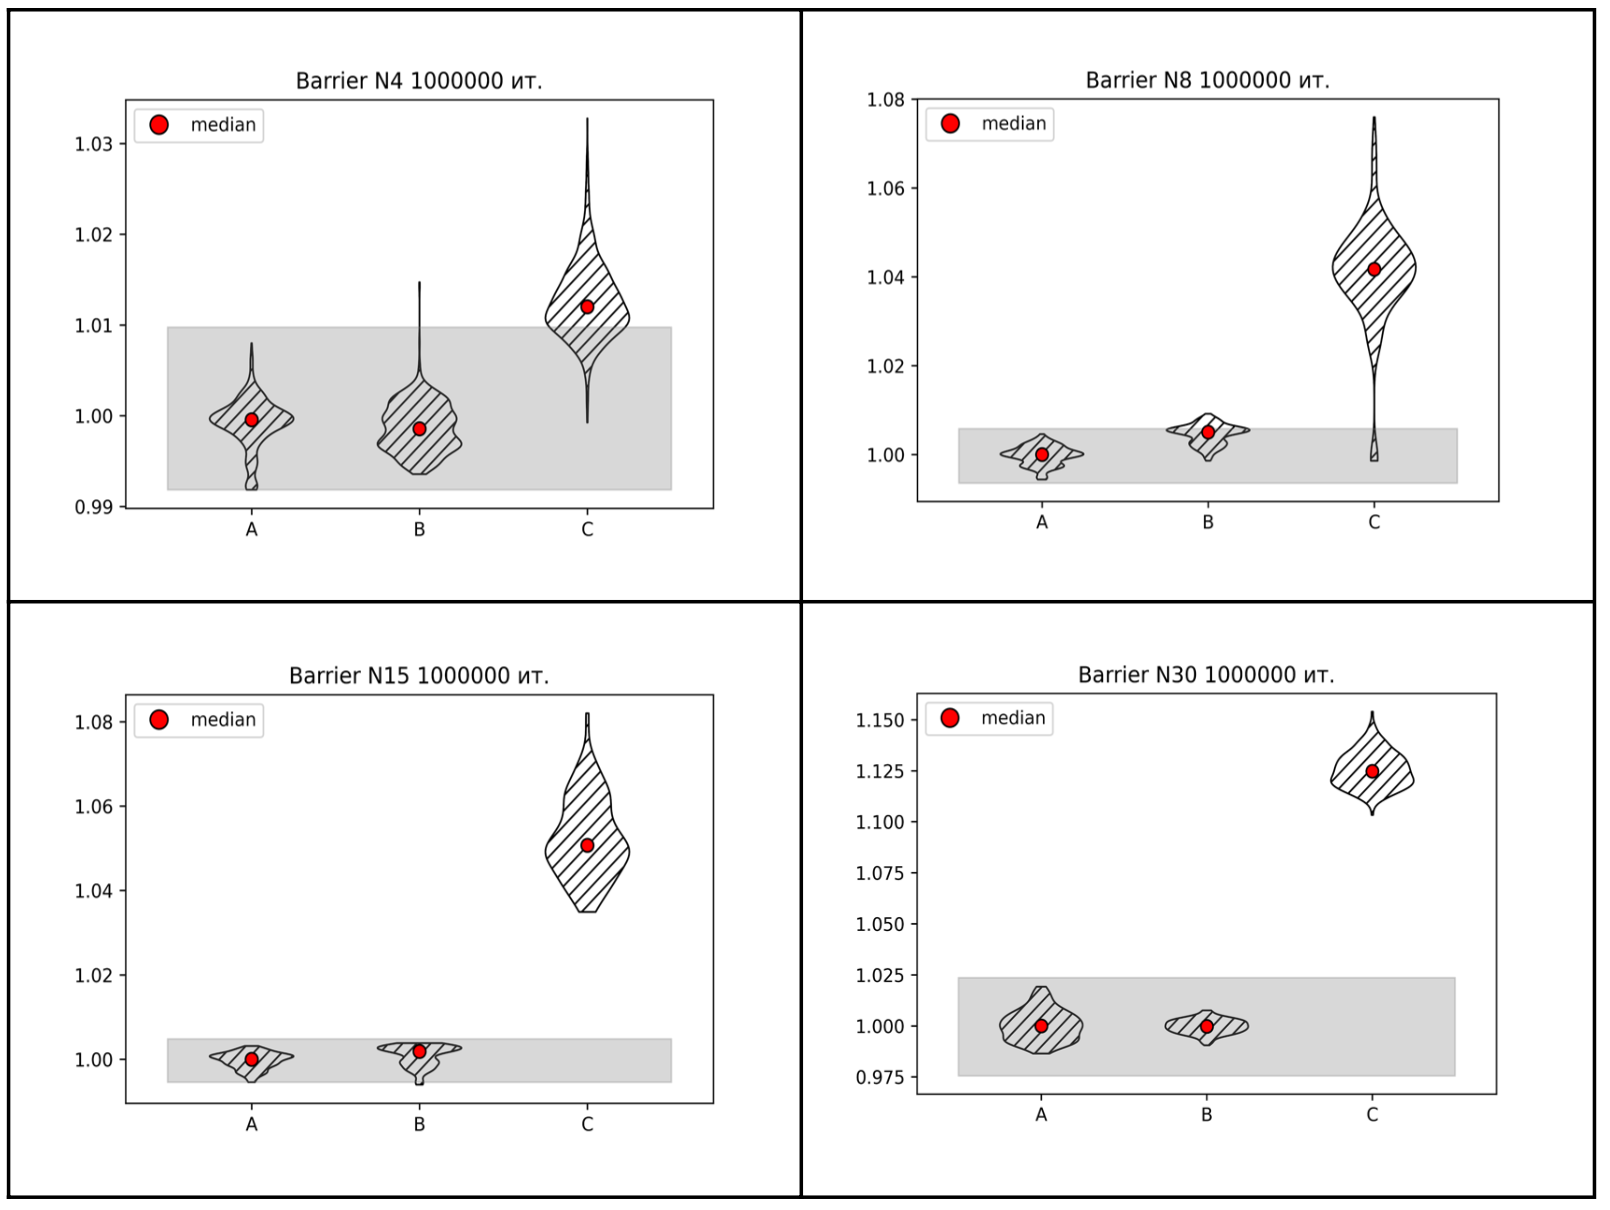 Barrier N4 1000000 ит.
median
1.03
1.02
1.01
1.00
0.99
A B C
Barrier N8 1000000 ит.
median
1.08
1.06
1.04
1.02
1.00
A B C
Barrier N15 1000000 ит.
median
1.08
1.06
1.04
1.02
1.00
A B C
Barrier N30 1000000 ит.
median
1.150
1.125
1.100
1.075
1.050
1.025
1.000
0.975
A B C